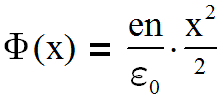 Φ(x) = en/ε₀ · x²/2